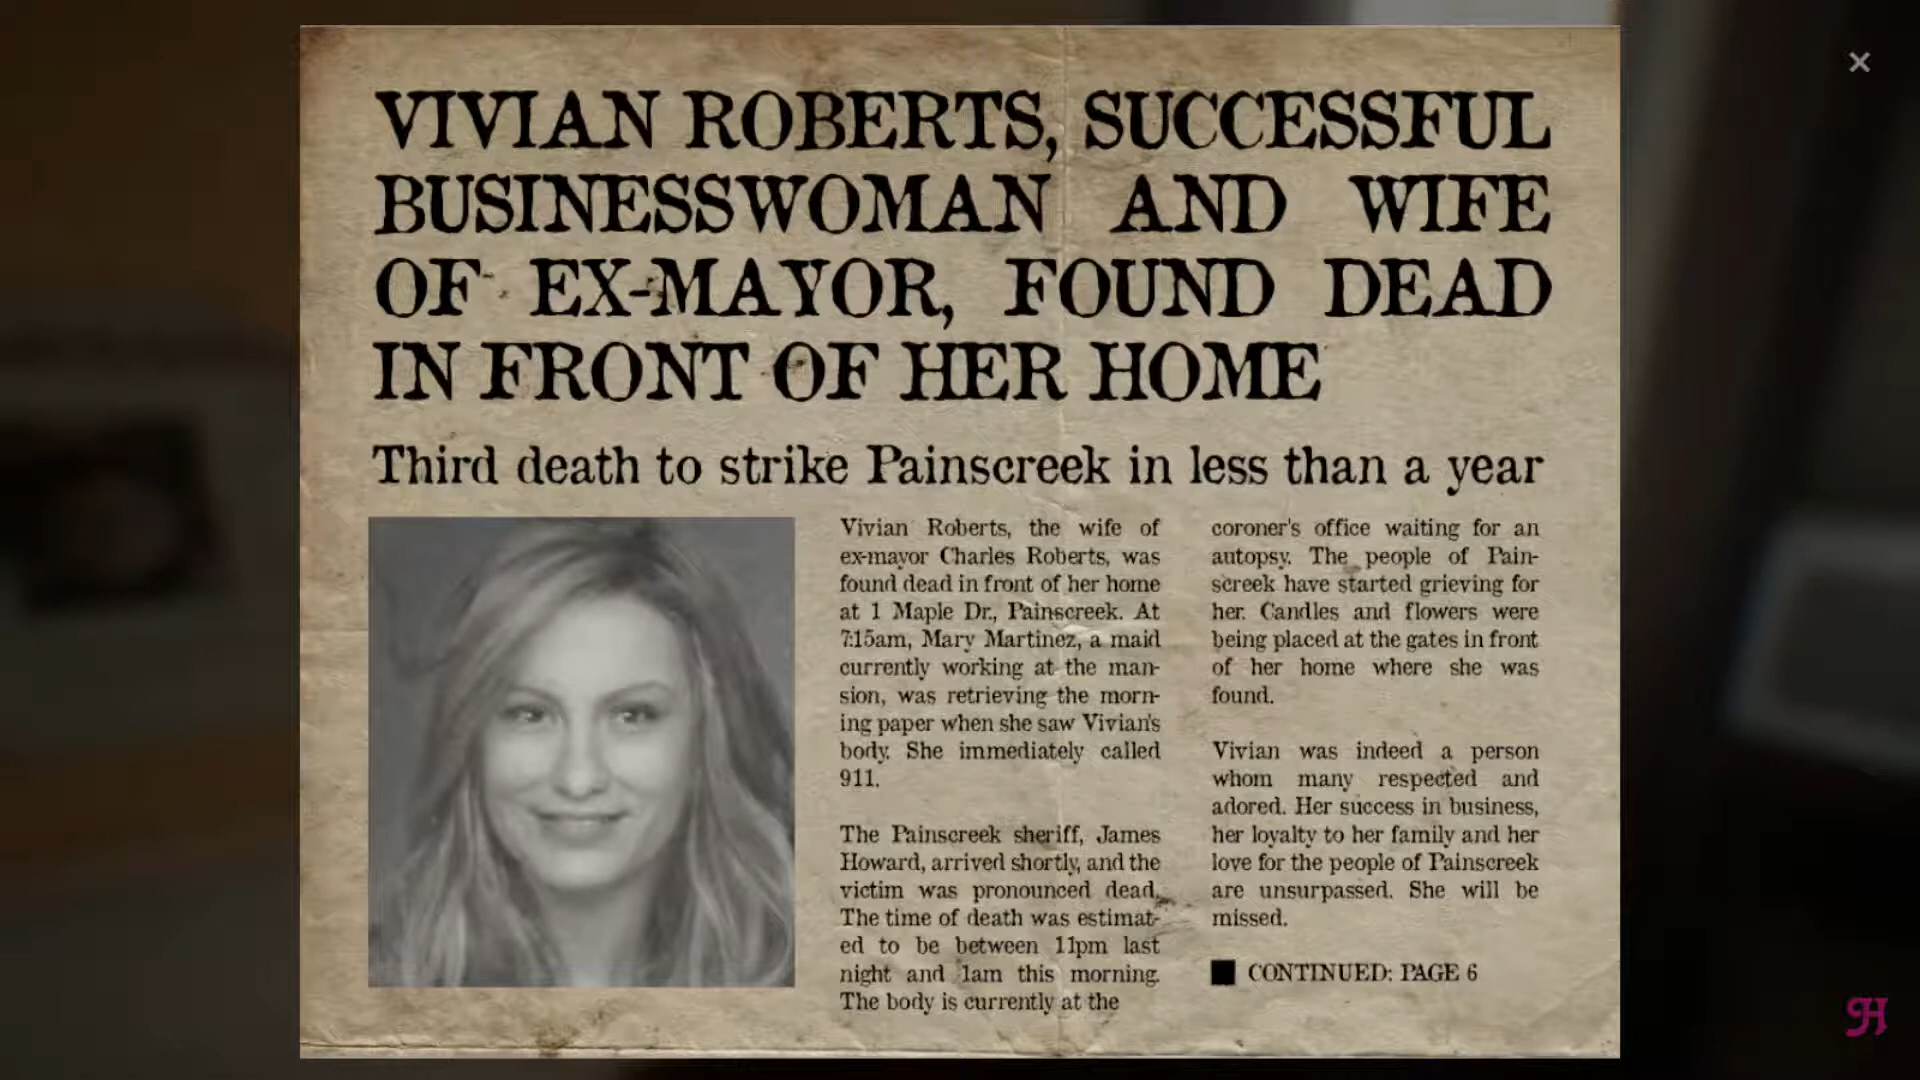 VIVIAN ROBERTS, SUCCESSFUL
BUSINESSWOMAN AND WIFE
OF EX-MAYOR, FOUND DEAD
IN FRONT OF HER HOME
Third death to strike Painscreek in less than a year
Vivian Roberts, the wife of
ex-mayor Charles Roberts, was
found dead in front of her home
at 1 Maple Dr., Painscreek. At
7:15am, Mary Martinez, a maid
currently working at the man-
sion, was retrieving the morn-
ing paper when she saw Vivian's
body. She immediately called
911.
The Painscreek sheriff, James
Howard, arrived shortly, and the
victim was pronounced dead.
The time of death was estimat-
ed to be between 11pm last
night and 1am this morning.
The body is currently at the
coroner's office waiting for an
autopsy. The people of Pain-
screek have started grieving for
her. Candles and flowers were
being placed at the gates in front
of her home where she was
found.
Vivian was indeed a person
whom many respected and
adored. Her success in business,
her loyalty to her family and her
love for the people of Painscreek
are unsurpassed. She will be
missed.
CONTINUED: PAGE 6